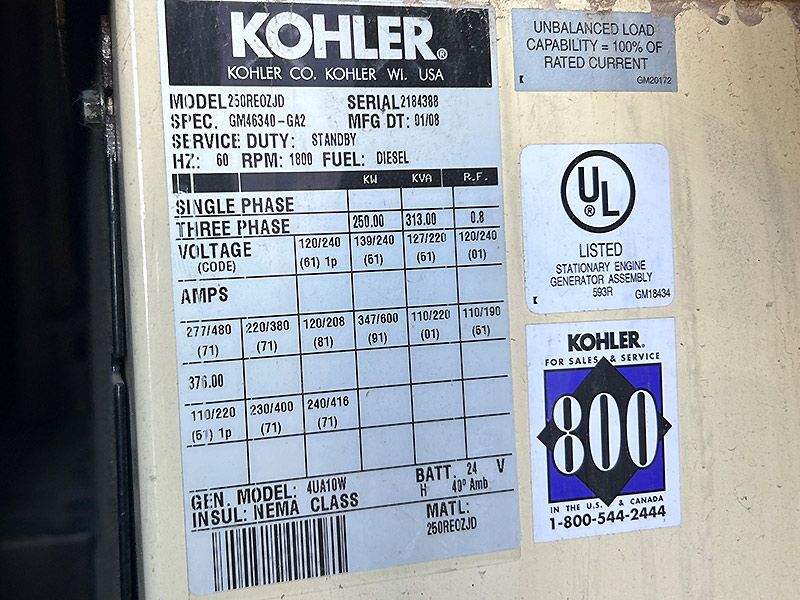 KOHLER®
KOHLER CO. KOHLER WI. USA
MODEL 250REOZJD SERIAL 2184388
SPEC. GM46340-GA2 MFG DT: 01/08
SERVICE DUTY: STANDBY
HZ: 60 RPM: 1800 FUEL: DIESEL
KW KVA P.F.
SINGLE PHASE
THREE PHASE 250.00 313.00 0.8
VOLTAGE 120/240 139/240 127/220 120/240
(CODE) (61) 1p (51) (51) (01)
AMPS
277/480 220/380 120/208 347/600 110/220 110/190
(71) (71) (81) (91) (01) (51)
376.00
110/220 230/400 240/416
(51) 1p (71) (71)
GEN. MODEL: 4UA10W BATT. 24 V
INSUL: NEMA CLASS H 40º Amb
MATL:
250REOZJD
UNBALANCED LOAD
CAPABILITY = 100% OF
RATED CURRENT
GM20172
UL
®
LISTED
STATIONARY ENGINE
GENERATOR ASSEMBLY
593R GM18434
KOHLER®
FOR SALES & SERVICE
800
IN THE U.S. & CANADA
1-800-544-2444